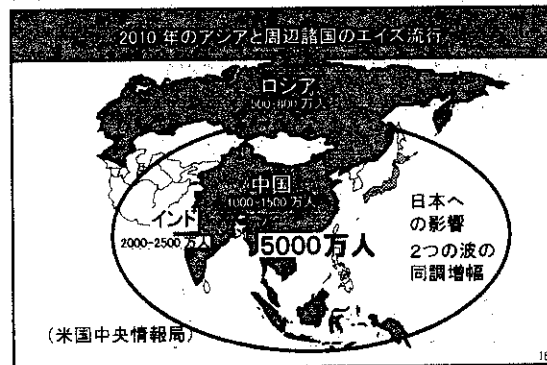 2010 年のアジアと周辺諸国のエイズ流行
ロシア
500-800 万人
中国
1000-1500 万人
インド
2000-2500 万人
5000万人
日本へ
の影響
2つの波の
同調増幅
(米国中央情報局)